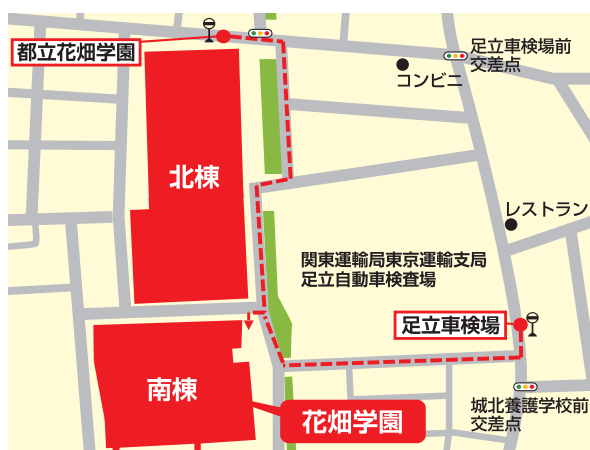 都立花畑学園
足立車検場前
交差点
コンビニ
北棟
レストラン
関東運輸局東京運輸支局
足立自動車検査場
足立車検場
南棟
花畑学園
城北養護学校前
交差点